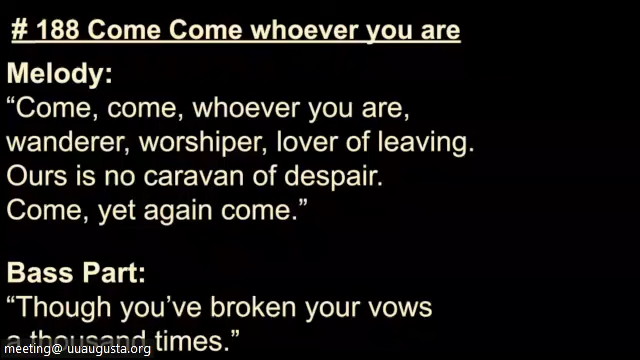 # 188 Come Come whoever you are
Melody:
“Come, come, whoever you are,
wanderer, worshiper, lover of leaving.
Ours is no caravan of despair.
Come, yet again come.”
Bass Part:
“Though you’ve broken your vows
a thousand times.”
meeting@ uuaugusta.org